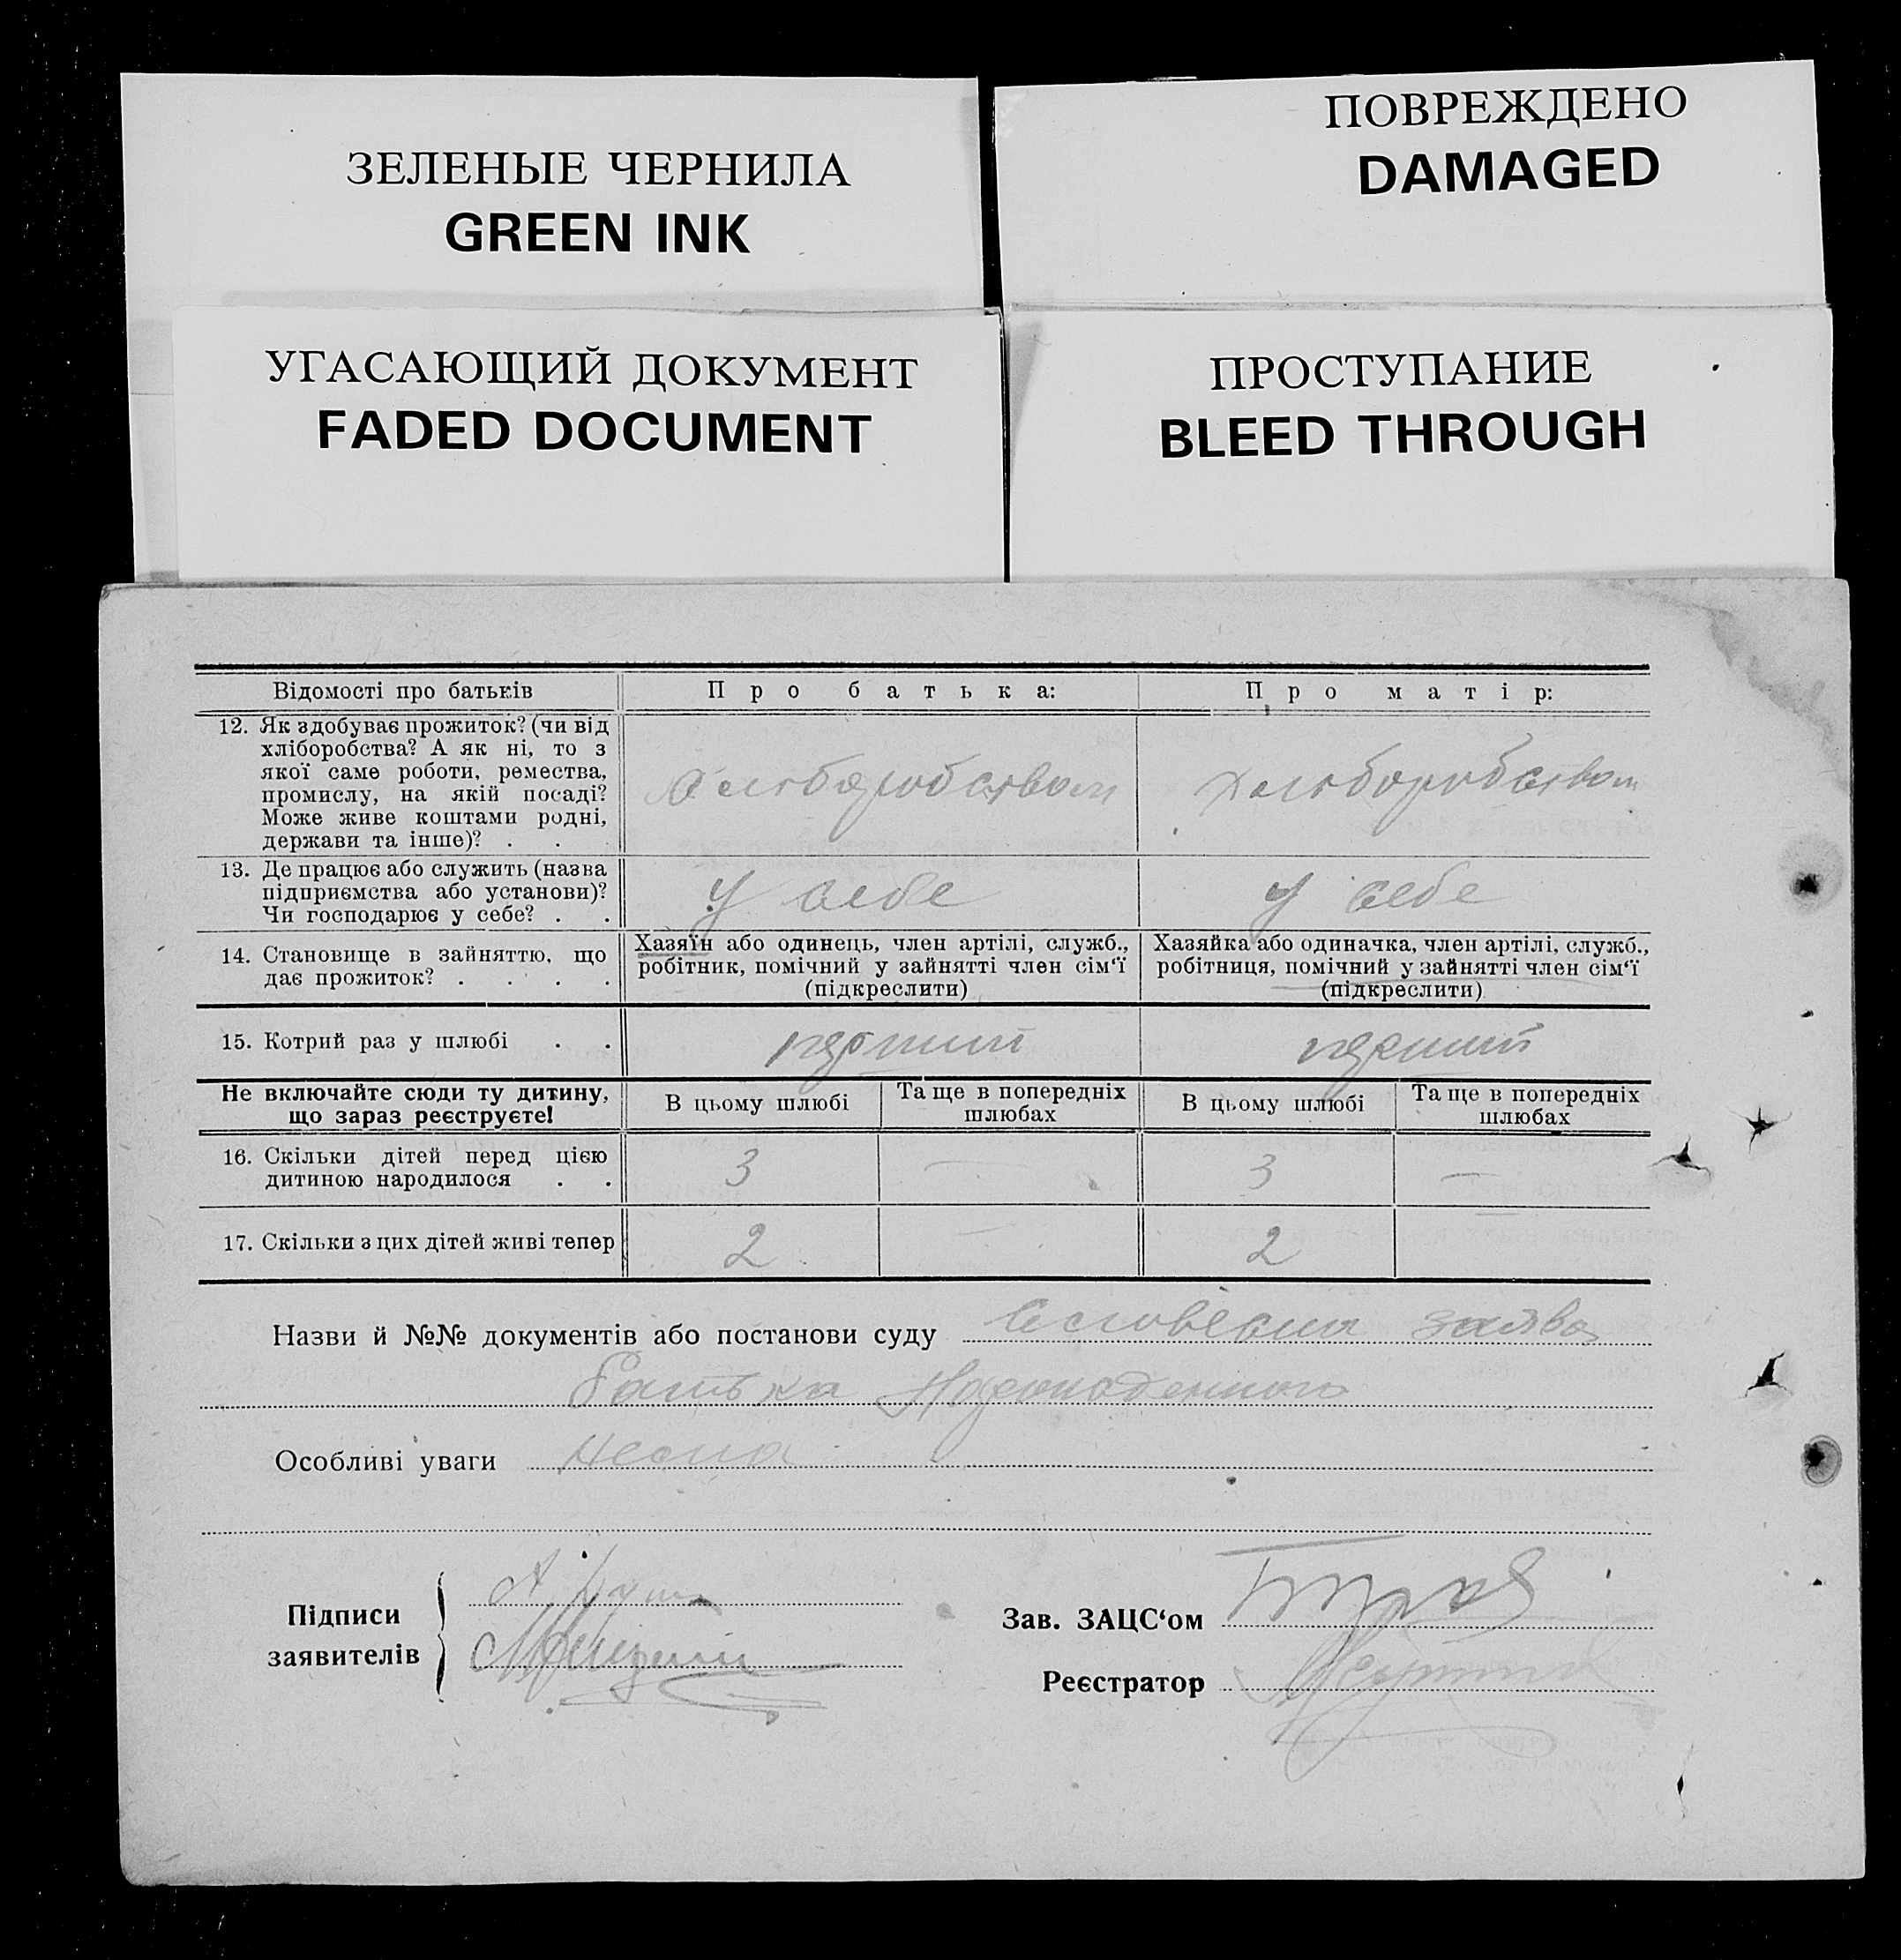 ЗЕЛЕНЫЕ ЧЕРНИЛА
GREEN INK
ПОВРЕЖДЕНО
DAMAGED
УГАСАЮЩИЙ ДОКУМЕНТ
FADED DOCUMENT
ПРОСТУПАНИЕ
BLEED THROUGH
Відомості про батьків
Про батька:
Про матір:
12. Як здобуває прожиток? (чи від
хліборобства? А як ні, то з
якої саме роботи, ремества,
промислу, на якій посаді?
Може живе коштами родні,
держави та інше)? . .
13. Де працює або служить (назва
підприємства або установи)?
Чи господарює у себе? . .
у себе
у себе
14. Становище в зайняттю, що
дає прожиток? . . . .
Хазяїн або одинець, член артілі, служб.,
робітник, помічний у зайнятті член сім‘ї
(підкреслити)
Хазяйка або одиначка, член артілі, служб.,
робітниця, помічний у зайнятті член сім‘ї
(підкреслити)
15. Котрий раз у шлюбі . .
перший
перший
Не включайте сюди ту дитину,
що зараз реєструєте!
В цьому шлюбі
Та ще в попередніх
шлюбах
В цьому шлюбі
Та ще в попередніх
шлюбах
16. Скільки дітей перед цією
дитиною народилося . .
3
—
3
—
17. Скільки з цих дітей живі тепер
2
—
2
Назви й №№ документів або постанови суду заява
батька
Особливі уваги
Підписи
заявителів
Зав. ЗАЦС‘ом
Реєстратор